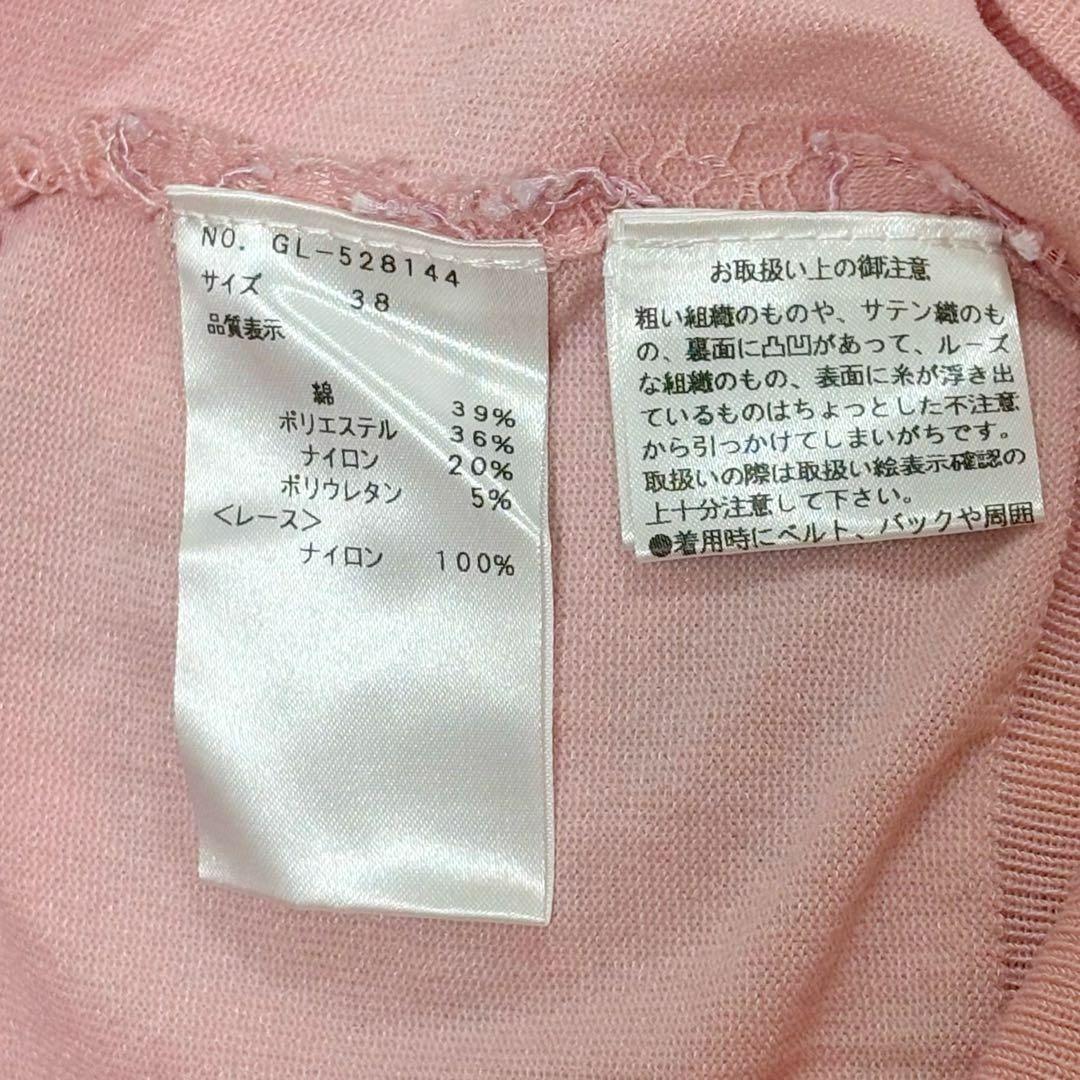 NO. GL-528144
サイズ 38
品質表示
綿 39%
ポリエステル 36%
ナイロン 20%
ポリウレタン 5%
<レース>
ナイロン 100%
お取扱い上の御注意
粗い組織のものや、サテン織のも
の、裏面に凸凹があって、ルーズ
な組織のもの、表面に糸が浮き出
ているものはちょっとした不注意
から引っかけてしまいがちです。
取扱いの際は取扱い絵表示確認の
上十分注意して下さい。
●着用時にベルト、バックや周囲